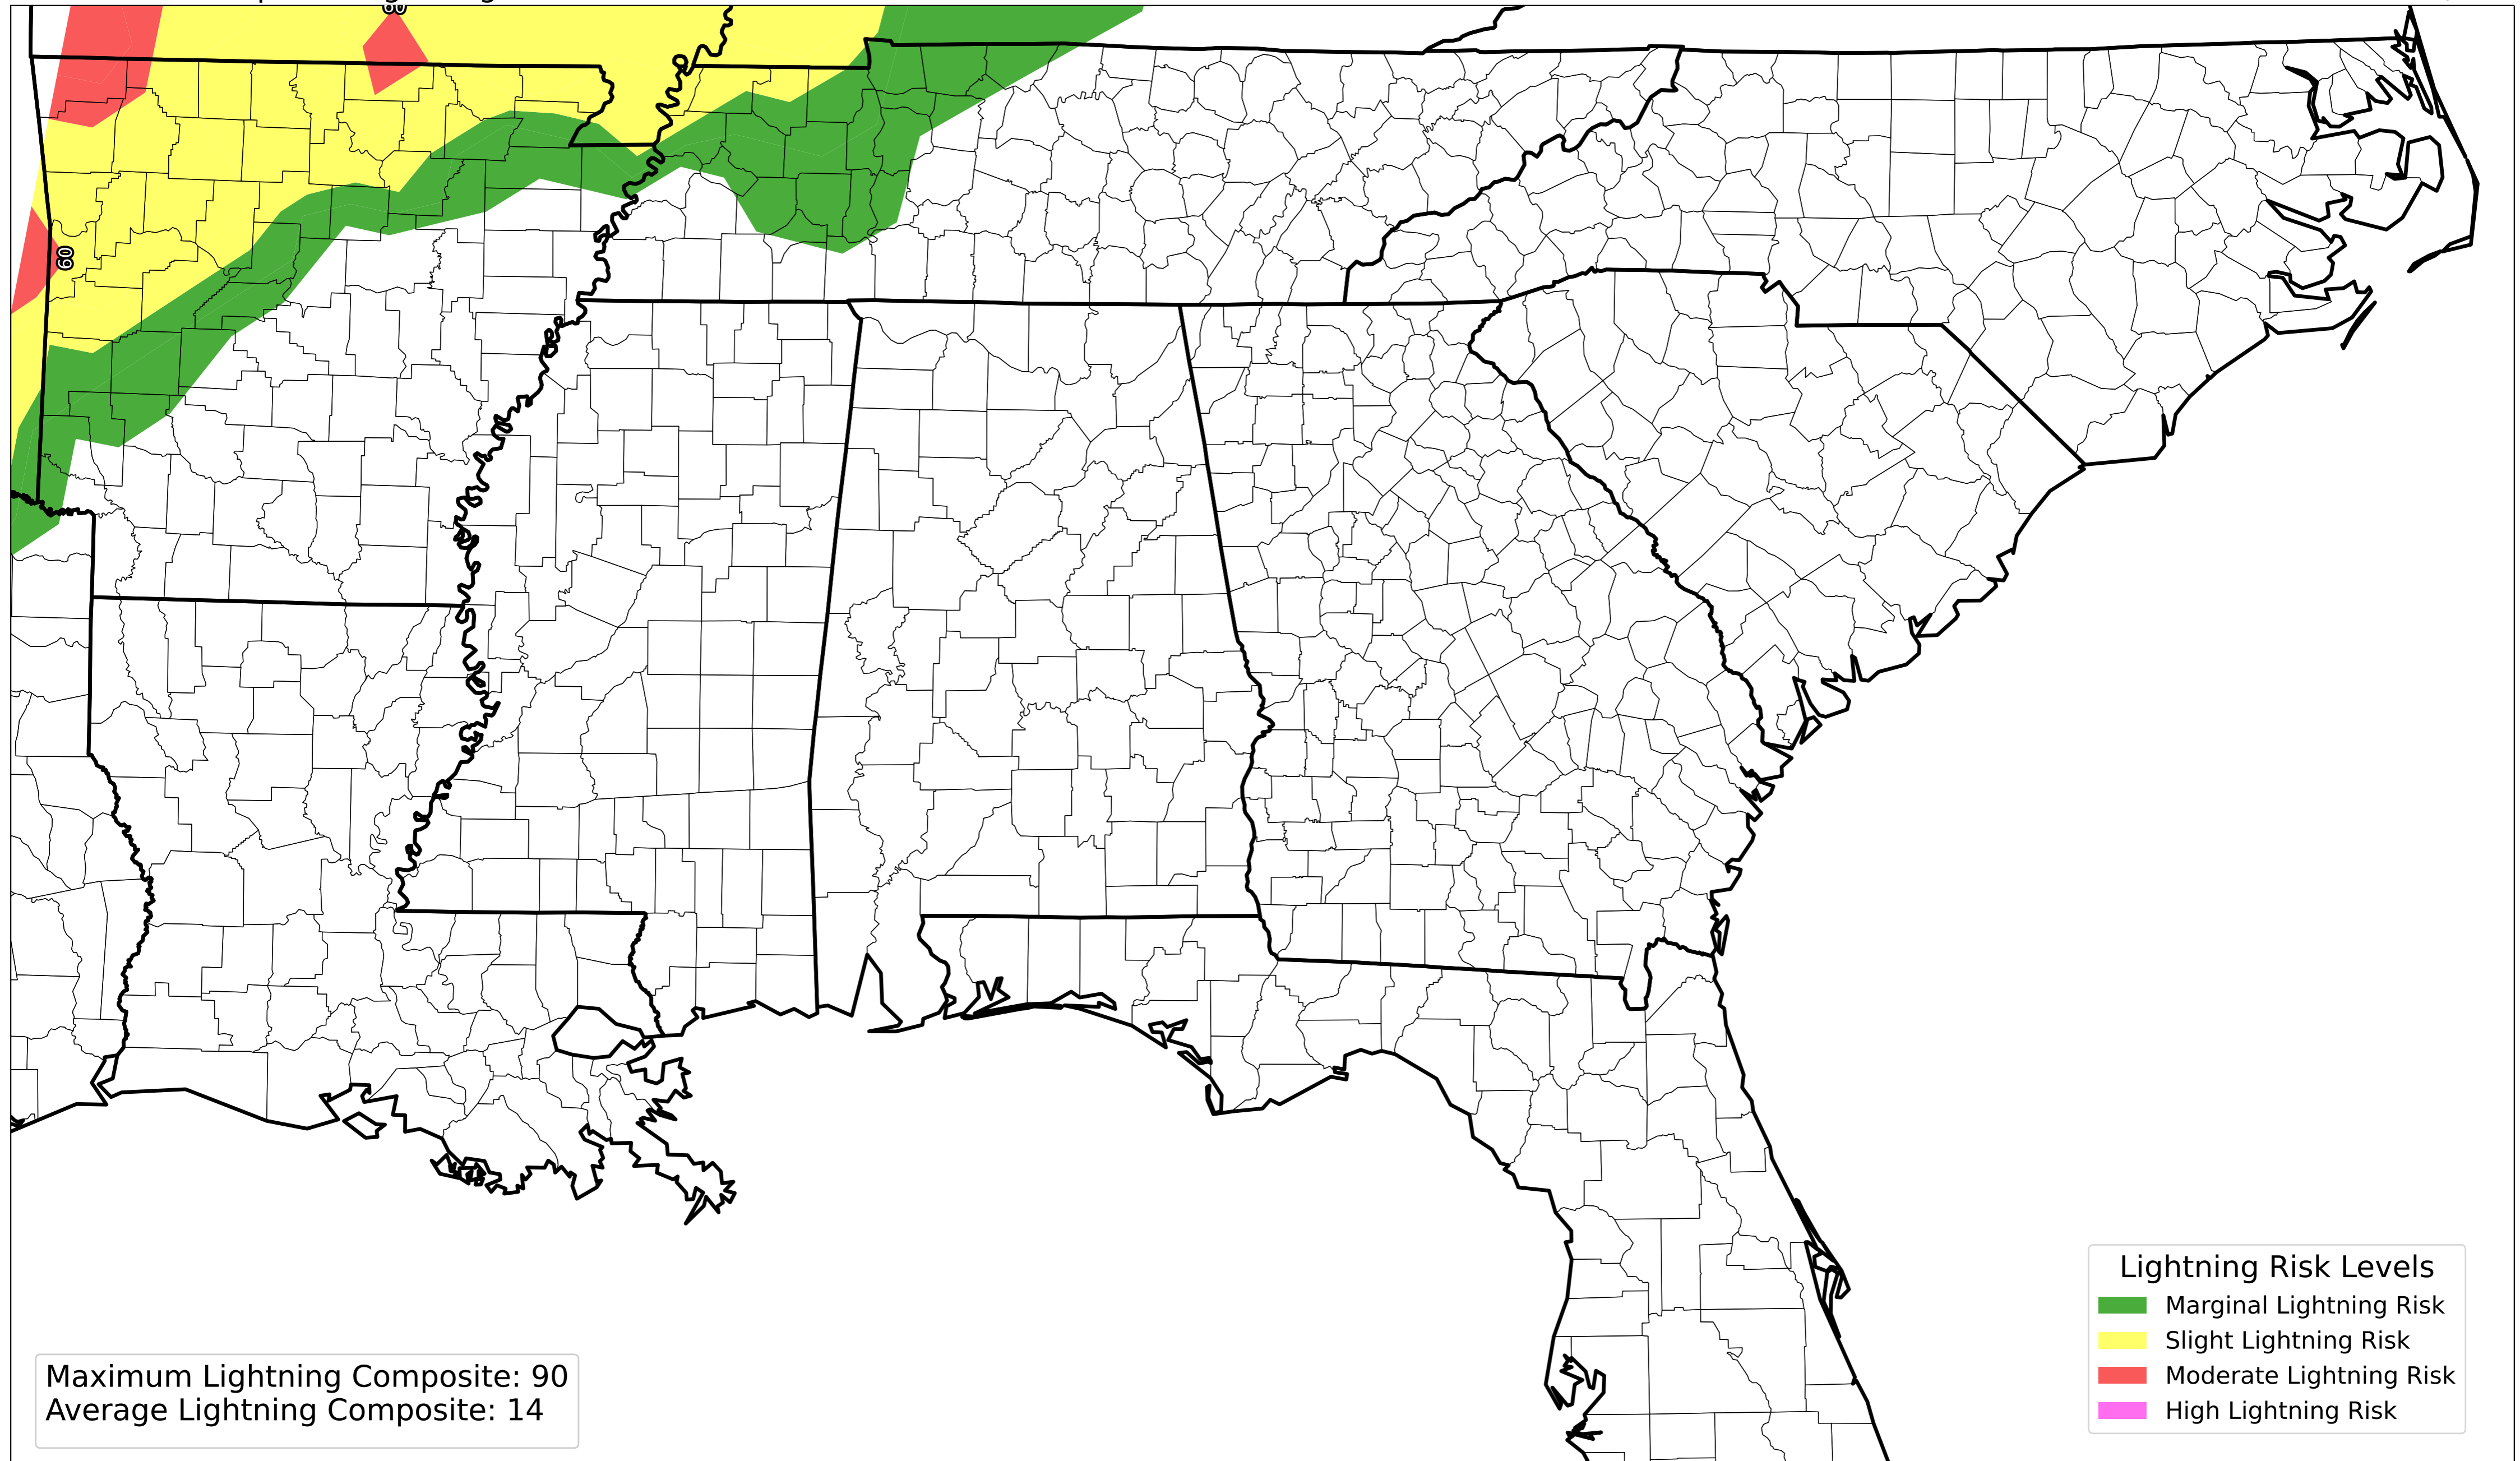 60
60
Lightning Risk Levels
Marginal Lightning Risk
Slight Lightning Risk
Moderate Lightning Risk
High Lightning Risk
Maximum Lightning Composite: 90
Average Lightning Composite: 14